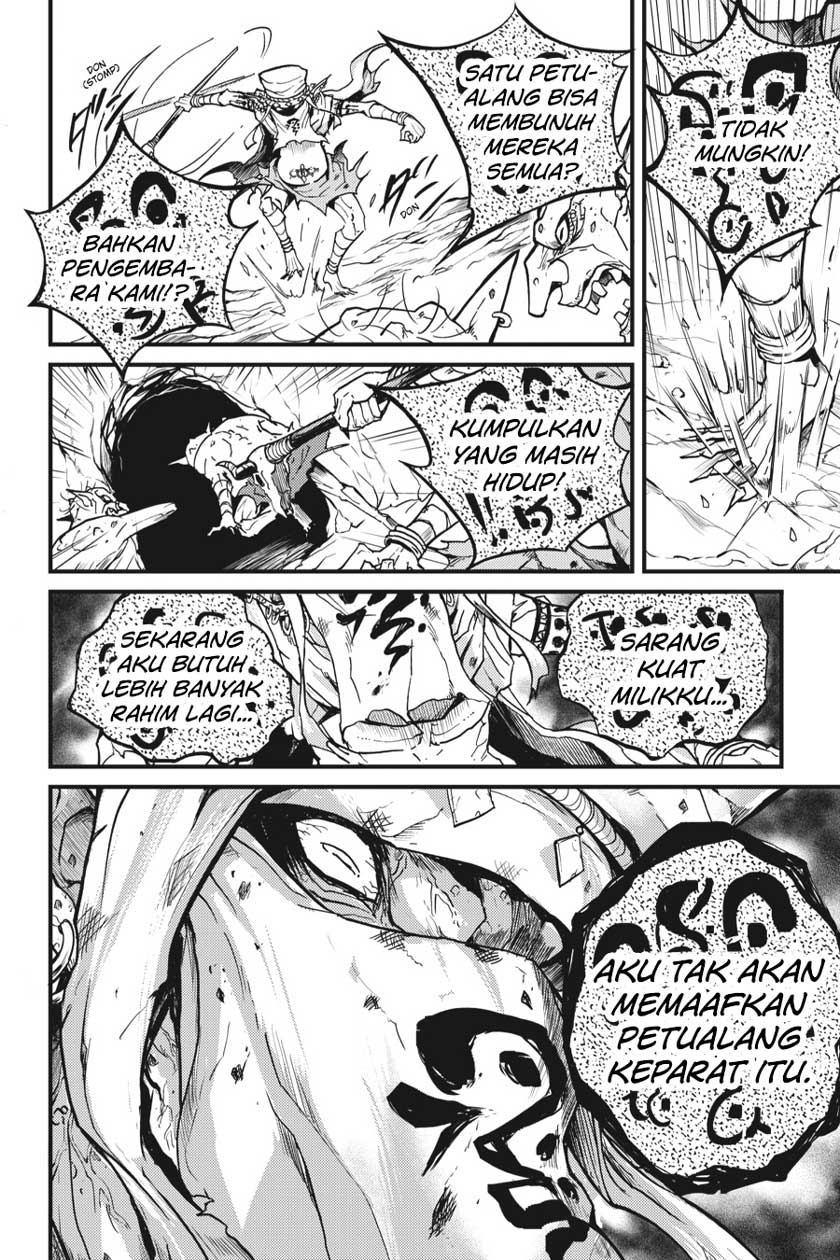 TIDAK
MUNGKIN!
SATU PETU-
ALANG BISA
MEMBUNUH
MEREKA
SEMUA?
DON
(STOMP)
DON
BAHKAN
PENGEMBA-
RA KAMI!?
KUMPULKAN
YANG MASIH
HIDUP!
SARANG
KUAT
MILIKKU...
SEKARANG
AKU BUTUH
LEBIH BANYAK
RAHIM LAGI...
AKU TAK AKAN
MEMAAFKAN
PETUALANG
KEPARAT ITU.